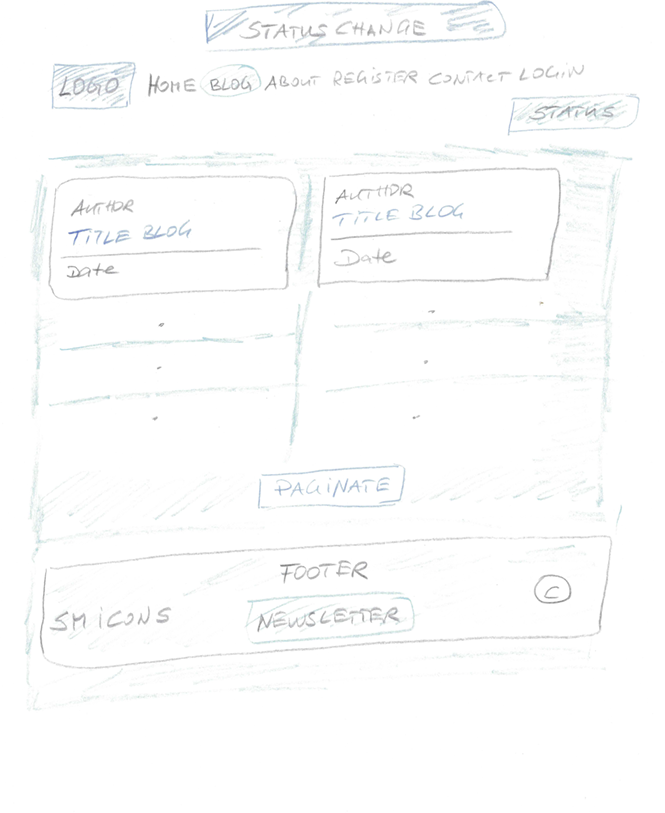 STATUS CHANGE
LOGO HOME BLOG ABOUT REGISTER CONTACT LOGIN
STATUS
AUTHOR
TITLE BLOG
Date
AUTHOR
TITLE BLOG
Date
PAGINATE
FOOTER
C
SM ICONS
NEWSLETTER